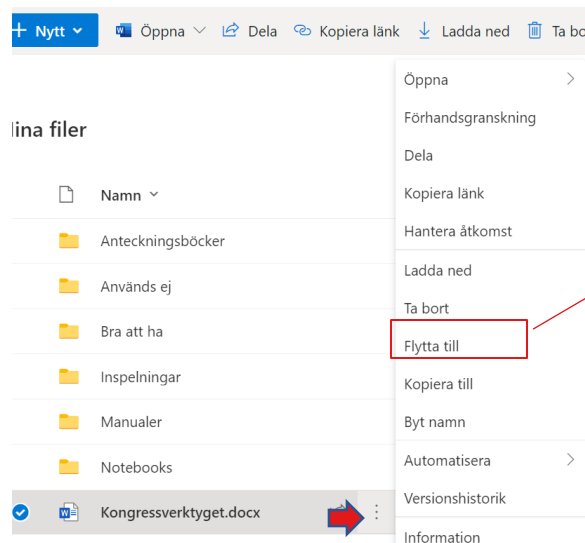 + Nytt
Öppna
Dela
Kopiera länk
Ladda ned
Ta bo
ina filer
Namn
Anteckningsböcker
Används ej
Bra att ha
Inspelningar
Manualer
Notebooks
Kongressverktyget.docx
Öppna
Förhandsgranskning
Dela
Kopiera länk
Hantera åtkomst
Ladda ned
Ta bort
Flytta till
Kopiera till
Byt namn
Automatisera
Versionshistorik
Information